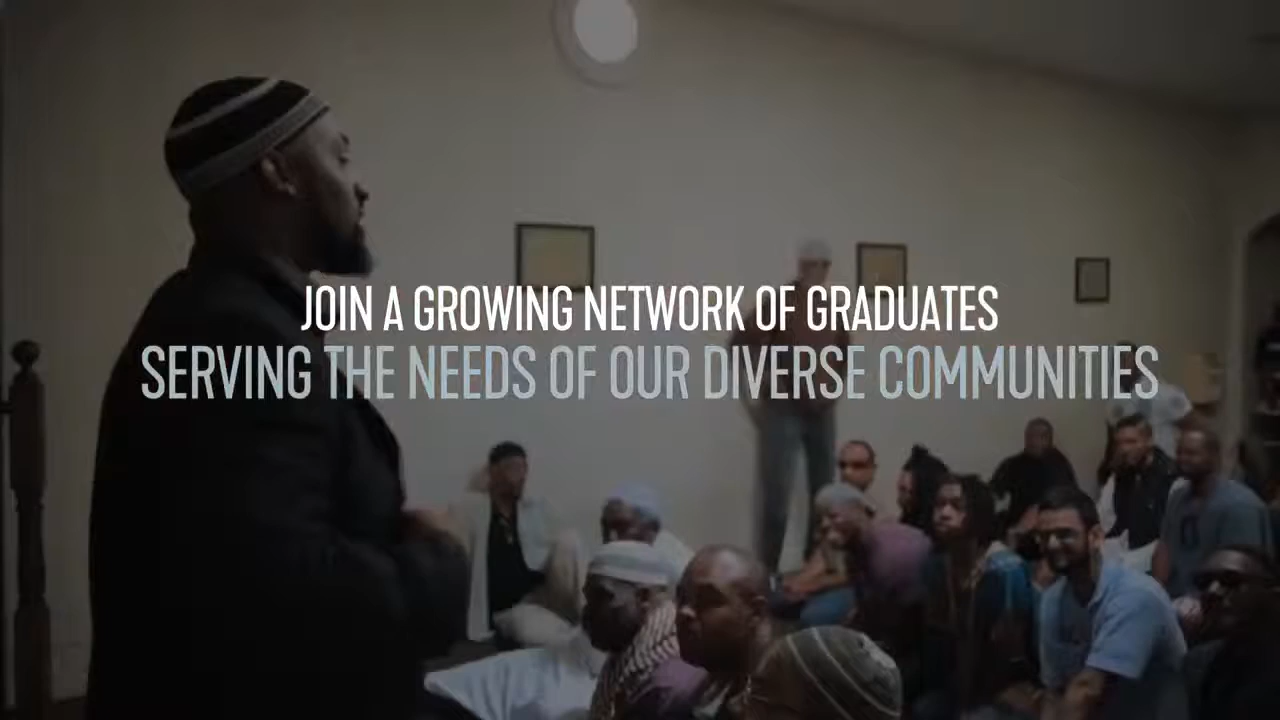 JOIN A GROWING NETWORK OF GRADUATES
SERVING THE NEEDS OF OUR DIVERSE COMMUNITIES